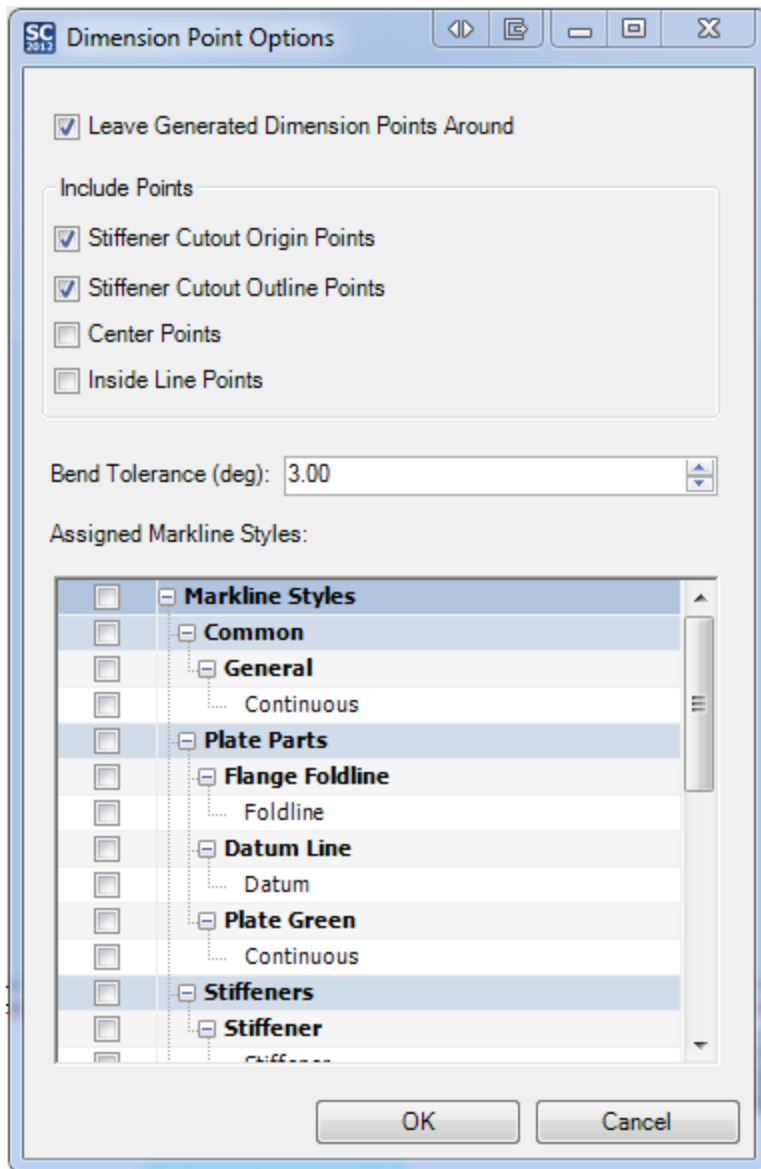 SC
2012
Dimension Point Options
Leave Generated Dimension Points Around
Include Points
Stiffener Cutout Origin Points
Stiffener Cutout Outline Points
Center Points
Inside Line Points
Bend Tolerance (deg): 3.00
Assigned Markline Styles:
Markline Styles
Common
General
Continuous
Plate Parts
Flange Foldline
Foldline
Datum Line
Datum
Plate Green
Continuous
Stiffeners
Stiffener
Stiffener
OK Cancel